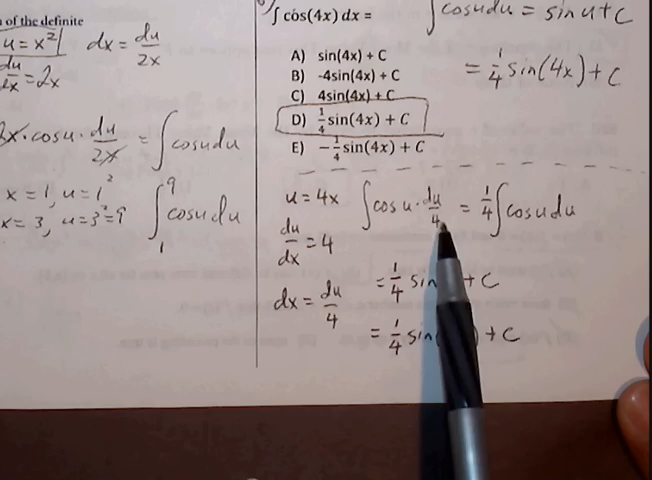 of the definite
u = x²
dx = du/2x
du/dx = 2x
2x · cos u · du/2x = ∫ cos u du
x = 1, u = 1²
x = 3, u = 3² = 9
∫₁⁹ cos u du
∫ cos(4x) dx =
A) sin(4x) + C
B) -4sin(4x) + C
C) 4sin(4x) + C
D) 1/4 sin(4x) + C
E) -1/4 sin(4x) + C
∫ cos u du = sin u + C
= 1/4 sin(4x) + C
u = 4x
du/dx = 4
dx = du/4
∫ cos u · du/4 = 1/4 ∫ cos u du
= 1/4 sin + C
= 1/4 sin( ) + C